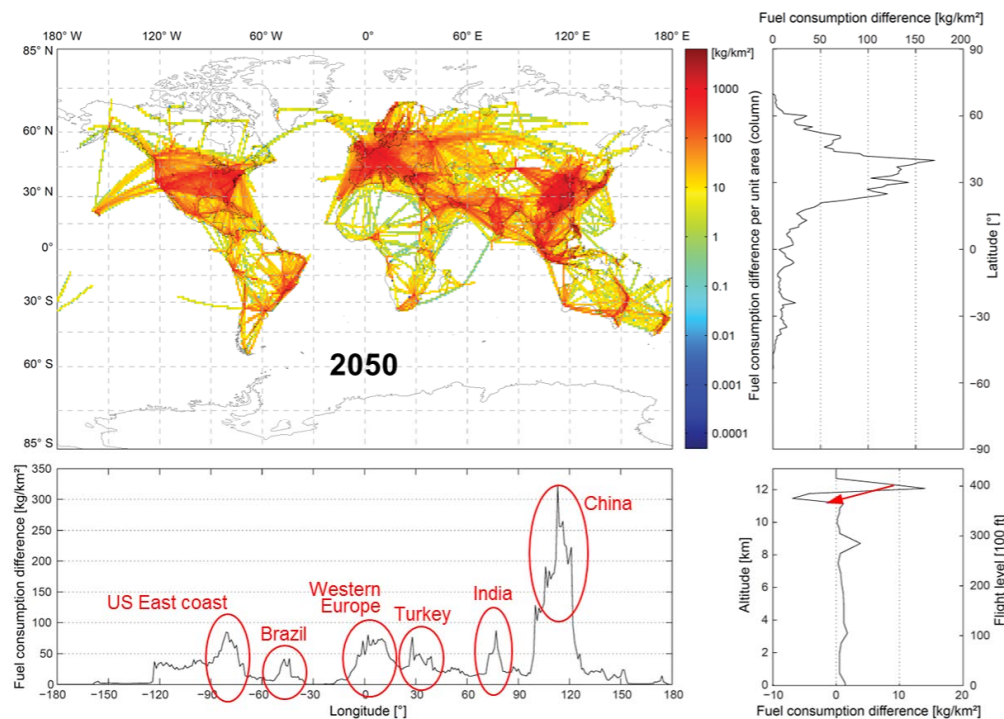 Fuel consumption difference [kg/km²]
180 W 120° W 60° W 0° 60° E 120° E 180 E
0 50 100 150 200
85° N
60° N
30° N
0°
30° S
60° S
85° S
2050
[kg/km²]
1000
100
10
1
0.1
0.01
0.001
0.0001
Fuel consumption difference per unit area (column)
90
60
30
0
−30
−60
−90
Latitude [°]
Fuel consumption difference [kg/km²]
350
300
250
200
150
100
50
0
US East coast
Brazil
Western
Europe
Turkey
India
China
−180 −150 −120 −90 −60 −30 0 30 60 90 120 150 180
Longitude [°]
Altitude [km]
12
10
8
6
4
2
0
400
300
200
100
0
Flight level [100 ft]
−10 0 10 20
Fuel consumption difference [kg/km²]